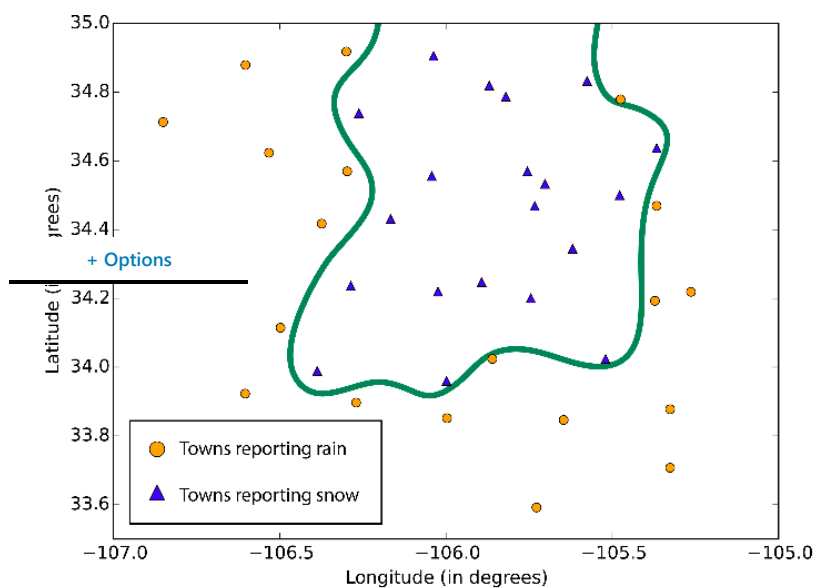 35.0
34.8
34.6
34.4
+ Options
34.2
34.0
33.8
33.6
Latitude (i
grees)
Towns reporting rain
Towns reporting snow
−107.0
−106.5
−106.0
−105.5
−105.0
Longitude (in degrees)